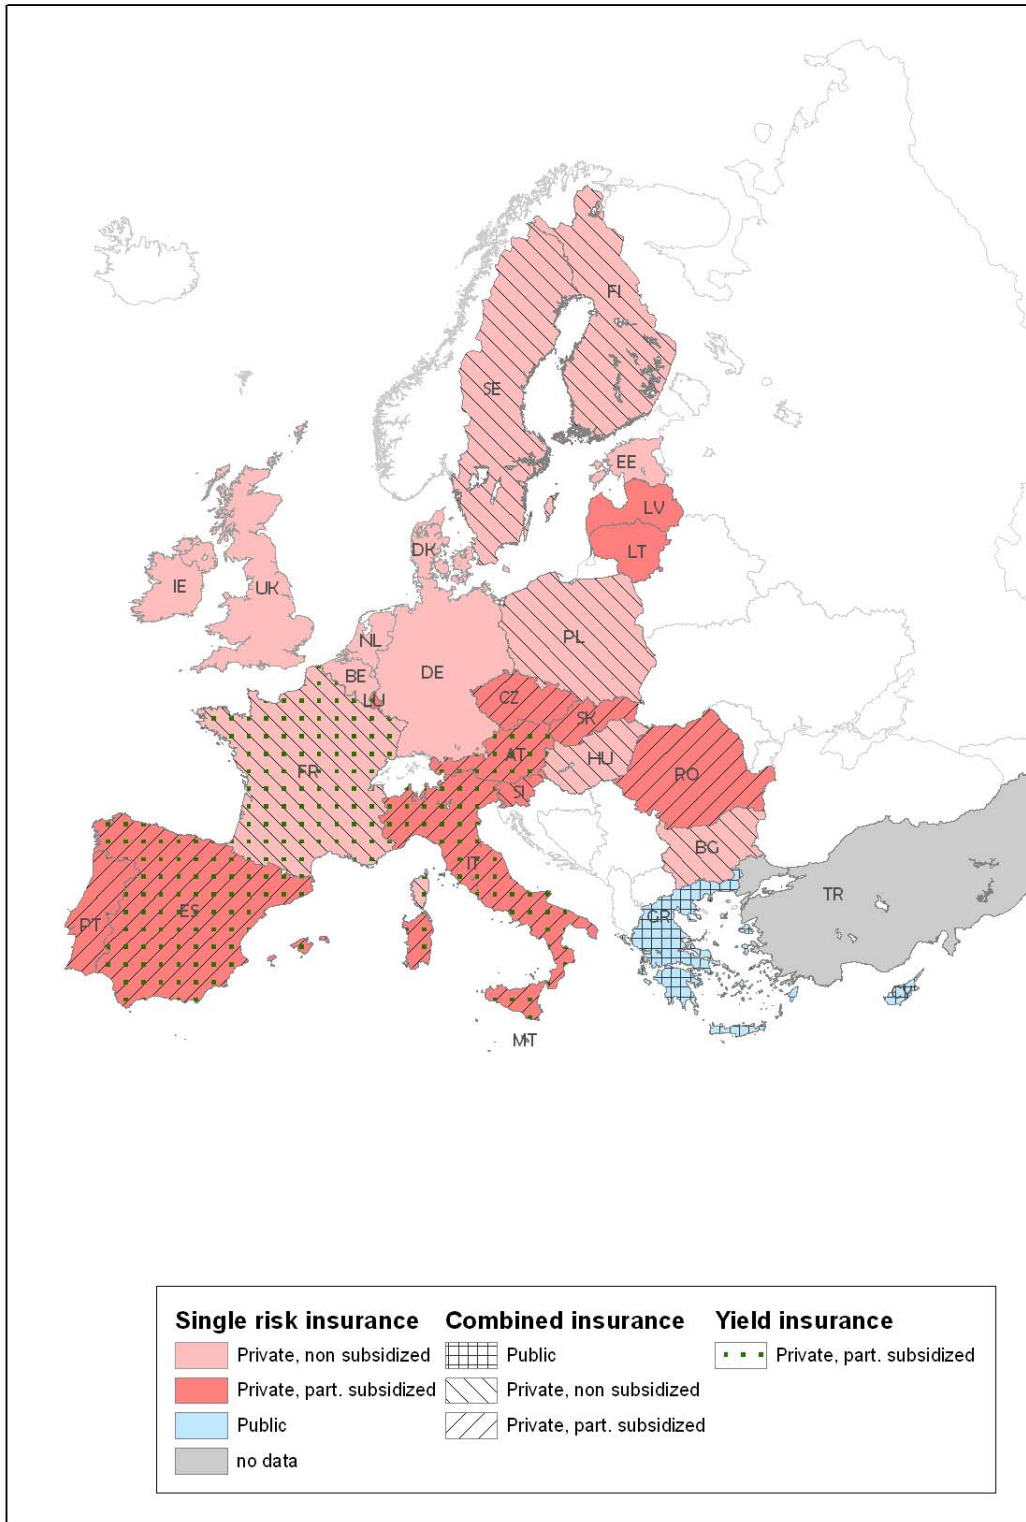 FI
SE
EE
LV
LT
DK
IE
UK
NL
PL
BE
DE
LU
CZ
SK
AT
HU
FR
SI
RO
BG
IT
TR
ES
PT
GR
CY
MT
Single risk insurance
Private, non subsidized
Private, part. subsidized
Public
no data
Combined insurance
Public
Private, non subsidized
Private, part. subsidized
Yield insurance
Private, part. subsidized